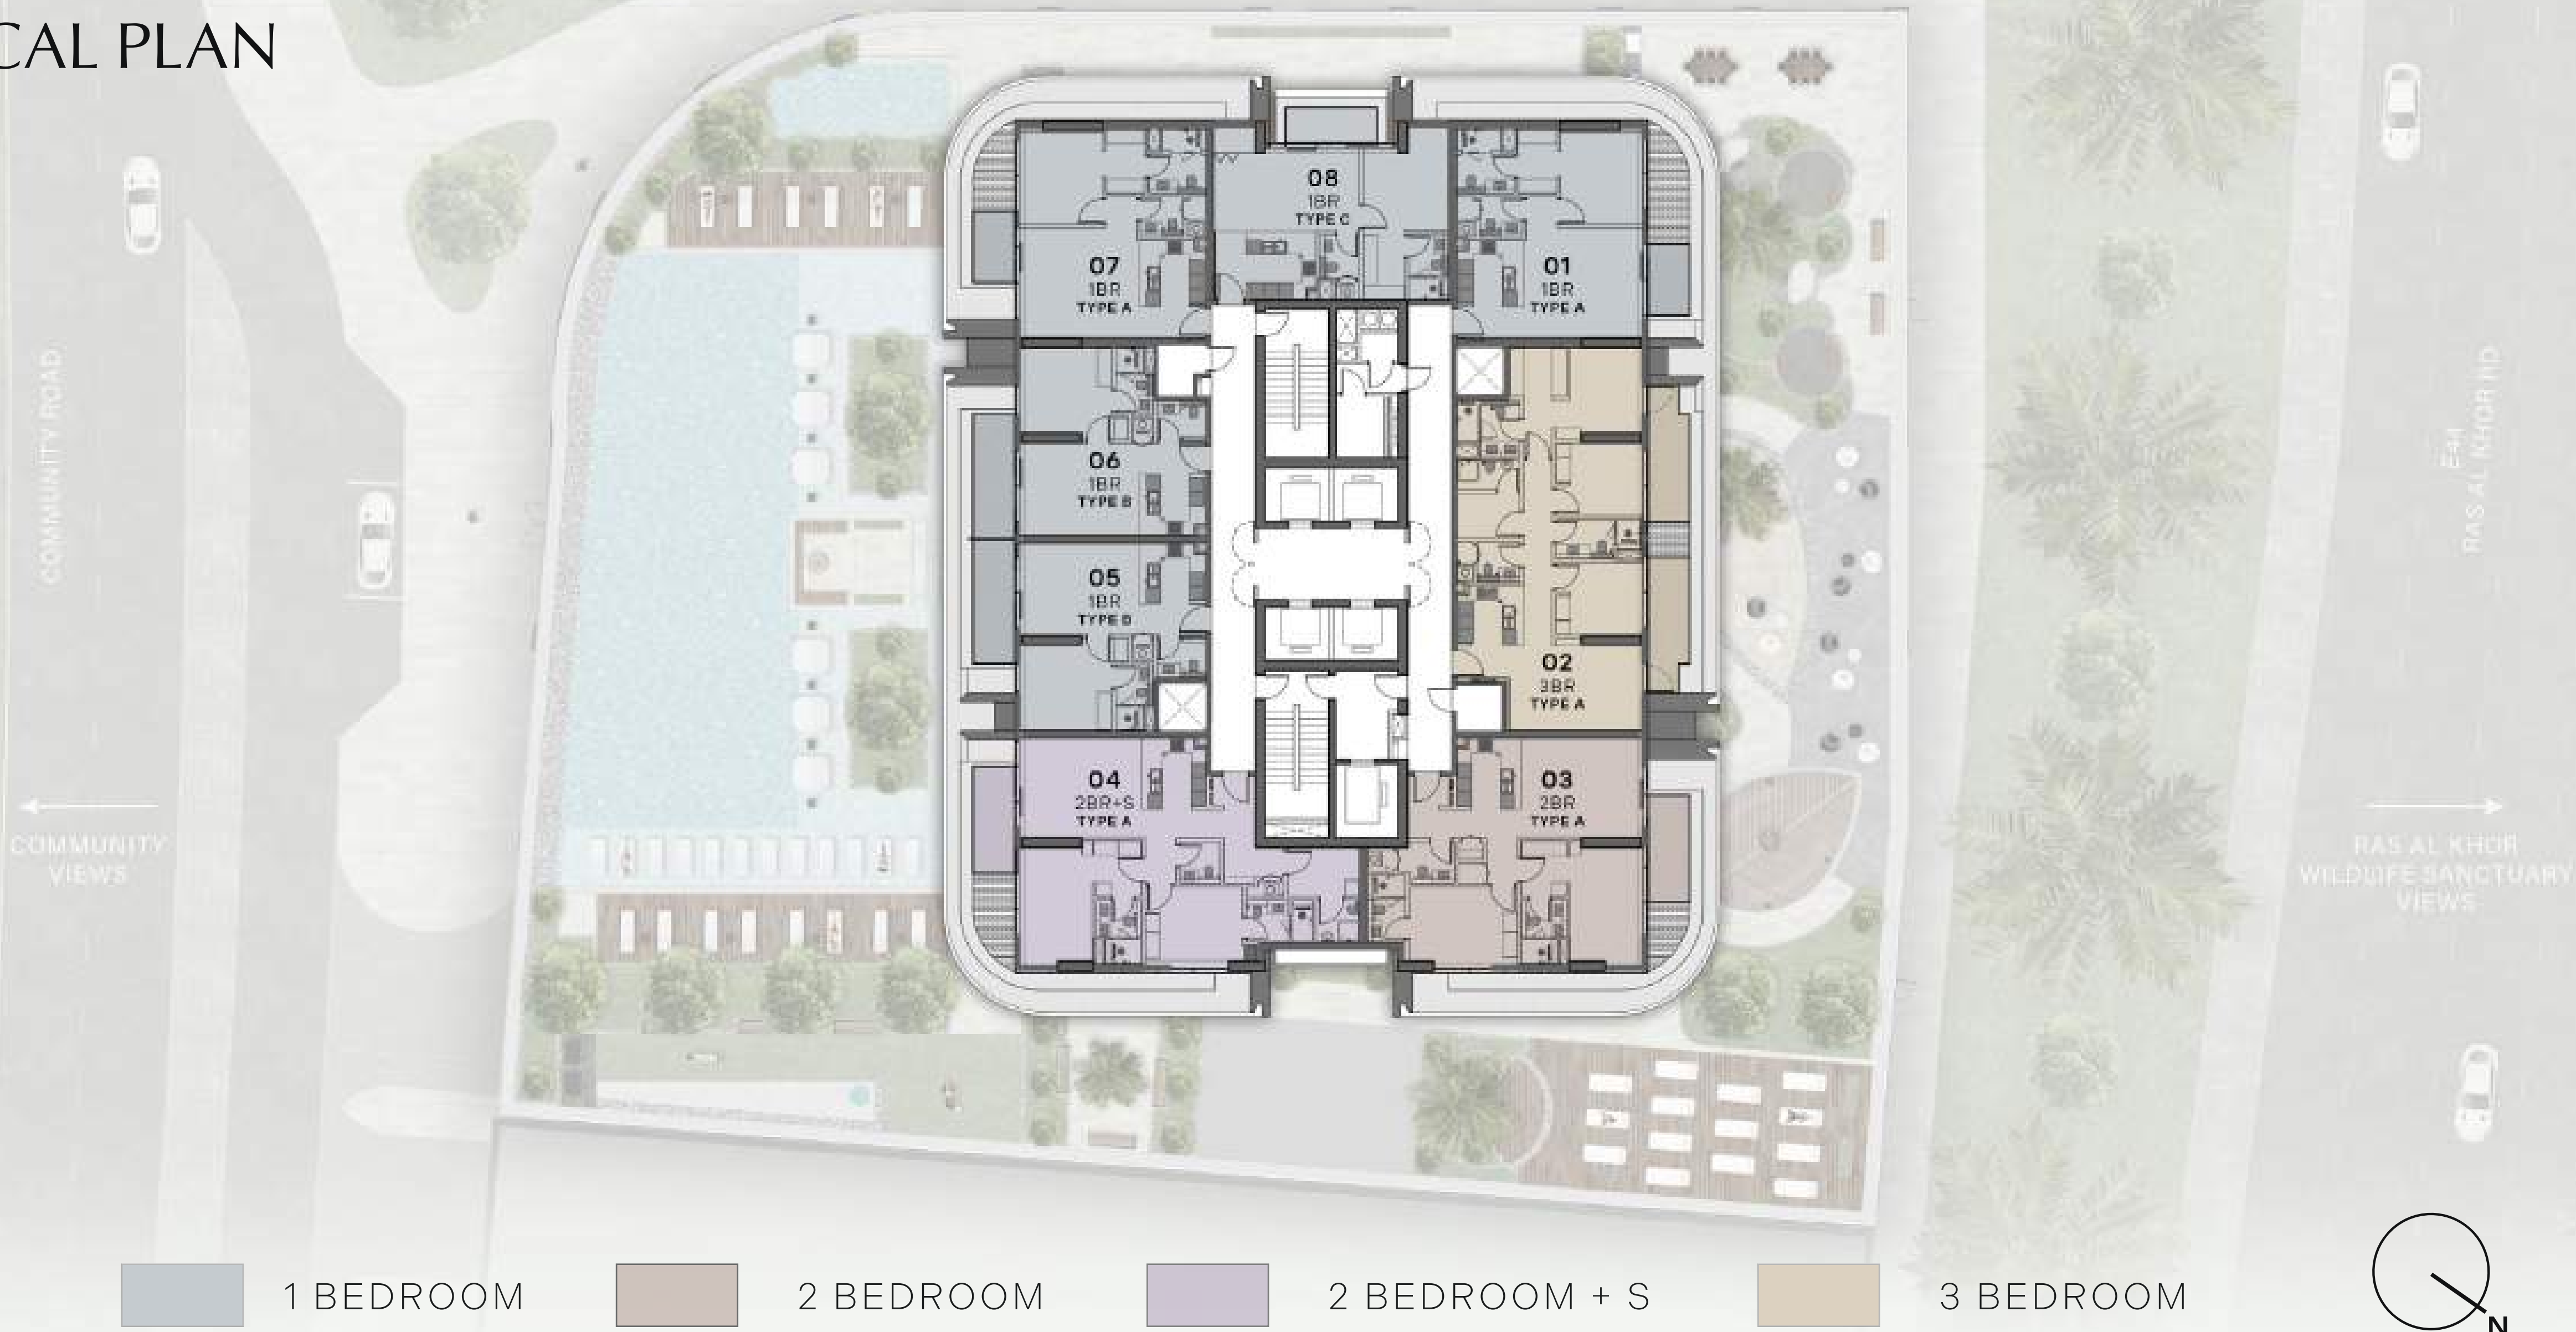 CAL PLAN
08
1BR
TYPE C
07
1BR
TYPE A
01
1BR
TYPE A
06
1BR
TYPE B
05
1BR
TYPE B
02
3BR
TYPE A
04
2BR+S
TYPE A
03
2BR
TYPE A
COMMUNITY ROAD
E44
RAS AL KHOR RD
COMMUNITY
VIEWS
RAS AL KHOR
WILDLIFE SANCTUARY
VIEWS
1 BEDROOM
2 BEDROOM
2 BEDROOM + S
3 BEDROOM
N